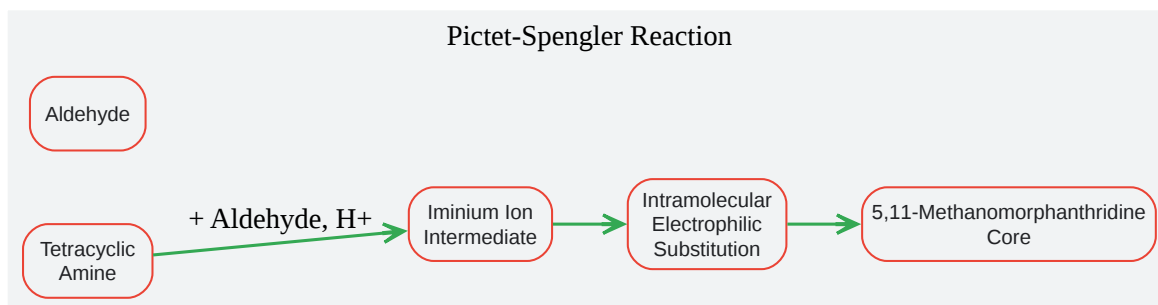 Pictet-Spengler Reaction
Aldehyde
+ Aldehyde, H+
Tetracyclic
Amine
Iminium Ion
Intermediate
Intramolecular
Electrophilic
Substitution
5,11-Methanomorphanthridine
Core